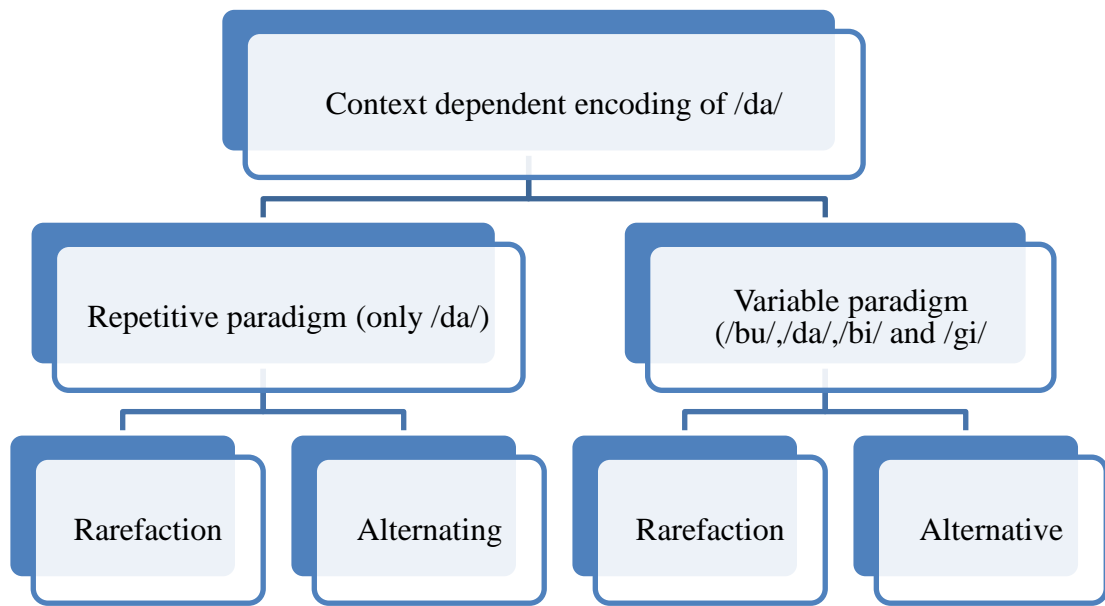 Context dependent encoding of /da/
Repetitive paradigm (only /da/)
Variable paradigm
(/bu/,/da/,/bi/ and /gi/
Rarefaction
Alternating
Rarefaction
Alternative